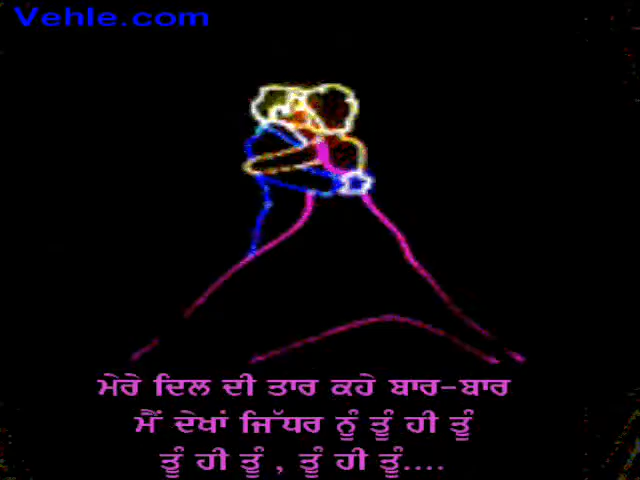 Vehle.com
ਮੇਰੇ ਦਿਲ ਦੀ ਤਾਰ ਕਹੇ ਬਾਰ-ਬਾਰ
ਮੈਂ ਦੇਖਾਂ ਜਿੱਧਰ ਨੂੰ ਤੂੰ ਹੀ ਤੂੰ
ਤੂੰ ਹੀ ਤੂੰ , ਤੂੰ ਹੀ ਤੂੰ....